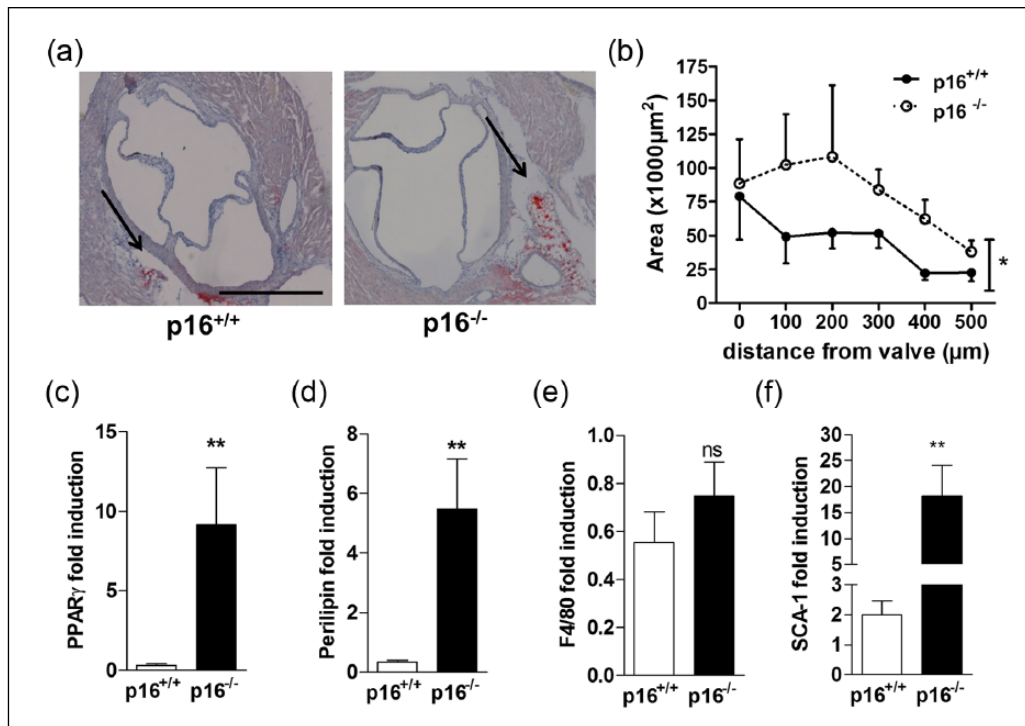 (a)
p16+/+
p16-/-
(b)
Area (x1000µm²)
175
150
125
100
75
50
25
0
0 100 200 300 400 500
distance from valve (µm)
p16+/+
p16 -/-
*
(c)
PPARγ fold induction
15
10
5
0
**
p16+/+ p16-/-
(d)
Perilipin fold induction
8
6
4
2
0
**
p16+/+ p16-/-
(e)
F4/80 fold induction
1.0
0.8
0.6
0.4
0.2
0.0
ns
p16+/+ p16-/-
(f)
SCA-1 fold induction
30
25
20
15
10
5
3
2
1
0
**
p16+/+ p16-/-